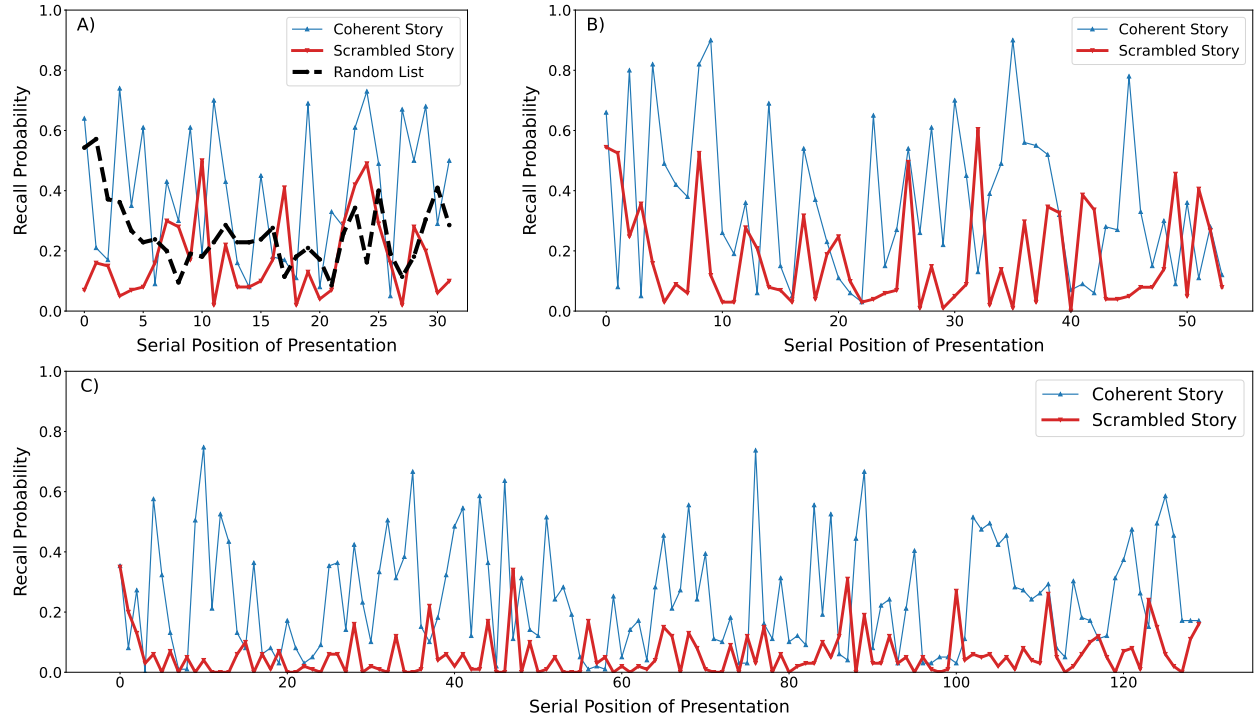 A)
Coherent Story
Scrambled Story
Random List
1.0
0.8
0.6
0.4
0.2
0.0
Recall Probability
0 5 10 15 20 25 30
Serial Position of Presentation
B)
Coherent Story
Scrambled Story
1.0
0.8
0.6
0.4
0.2
0.0
Recall Probability
0 10 20 30 40 50
Serial Position of Presentation
C)
Coherent Story
Scrambled Story
1.0
0.8
0.6
0.4
0.2
0.0
Recall Probability
0 20 40 60 80 100 120
Serial Position of Presentation